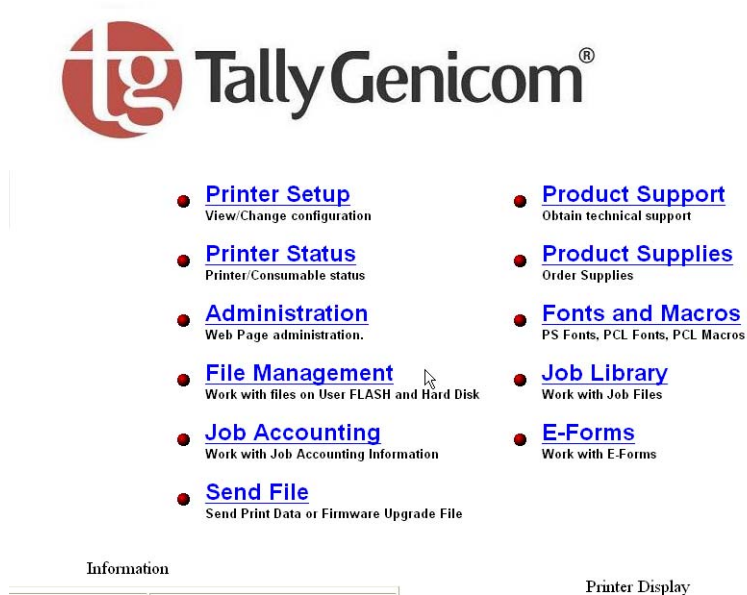 tg TallyGenicom®
Printer Setup
View/Change configuration
Printer Status
Printer/Consumable status
Administration
Web Page administration.
File Management
Work with files on User FLASH and Hard Disk
Job Accounting
Work with Job Accounting Information
Send File
Send Print Data or Firmware Upgrade File
Product Support
Obtain technical support
Product Supplies
Order Supplies
Fonts and Macros
PS Fonts, PCL Fonts, PCL Macros
Job Library
Work with Job Files
E-Forms
Work with E-Forms
Information
Printer Display